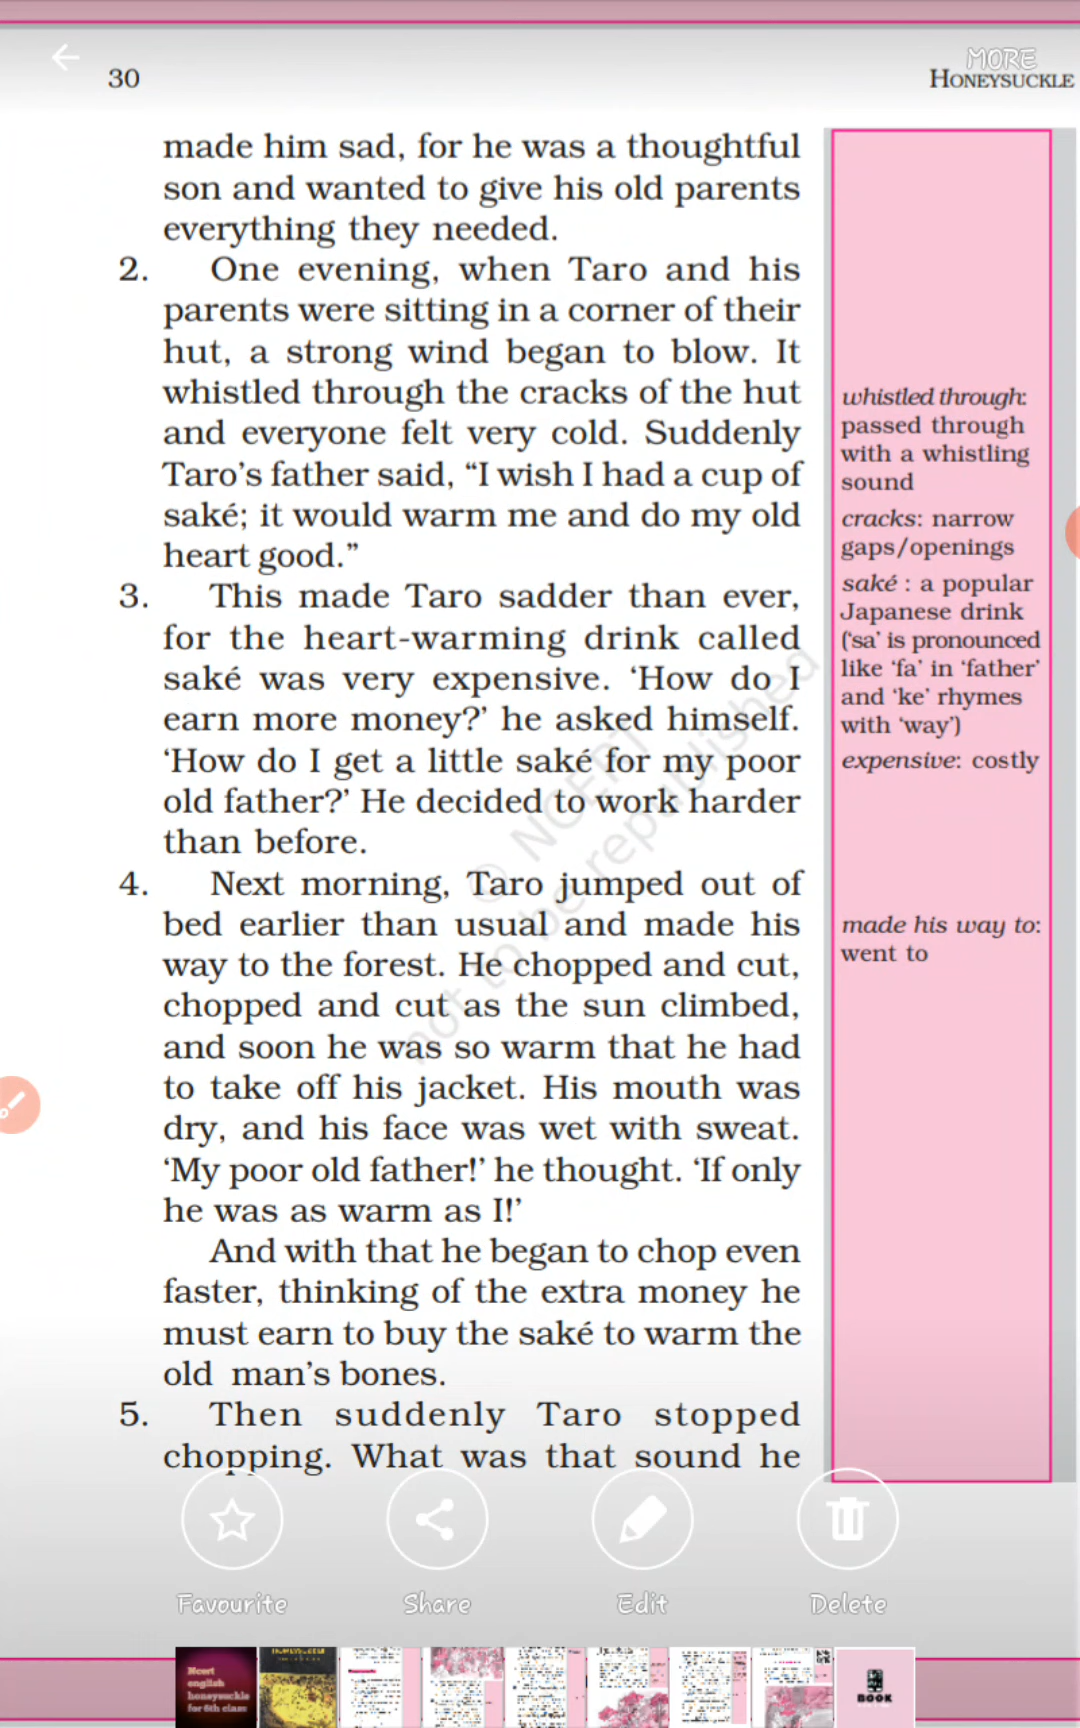 MORE
30
HONEYSUCKLE
made him sad, for he was a thoughtful
son and wanted to give his old parents
everything they needed.
2. One evening, when Taro and his
parents were sitting in a corner of their
hut, a strong wind began to blow. It
whistled through the cracks of the hut
and everyone felt very cold. Suddenly
Taro's father said, “I wish I had a cup of
saké; it would warm me and do my old
heart good.”
3. This made Taro sadder than ever,
for the heart-warming drink called
saké was very expensive. ‘How do I
earn more money?’ he asked himself.
‘How do I get a little saké for my poor
old father?’ He decided to work harder
than before.
4. Next morning, Taro jumped out of
bed earlier than usual and made his
way to the forest. He chopped and cut,
chopped and cut as the sun climbed,
and soon he was so warm that he had
to take off his jacket. His mouth was
dry, and his face was wet with sweat.
‘My poor old father!’ he thought. ‘If only
he was as warm as I!’
And with that he began to chop even
faster, thinking of the extra money he
must earn to buy the saké to warm the
old man's bones.
5. Then suddenly Taro stopped
chopping. What was that sound he
whistled through:
passed through
with a whistling
sound
cracks: narrow
gaps/openings
saké : a popular
Japanese drink
(‘sa’ is pronounced
like ‘fa’ in ‘father’
and ‘ke’ rhymes
with ‘way’)
expensive: costly
made his way to:
went to
© NCERT
not to be republished
Favourite
Share
Edit
Delete
Ncert
english
honeysuckle
for 6th class
BOOK